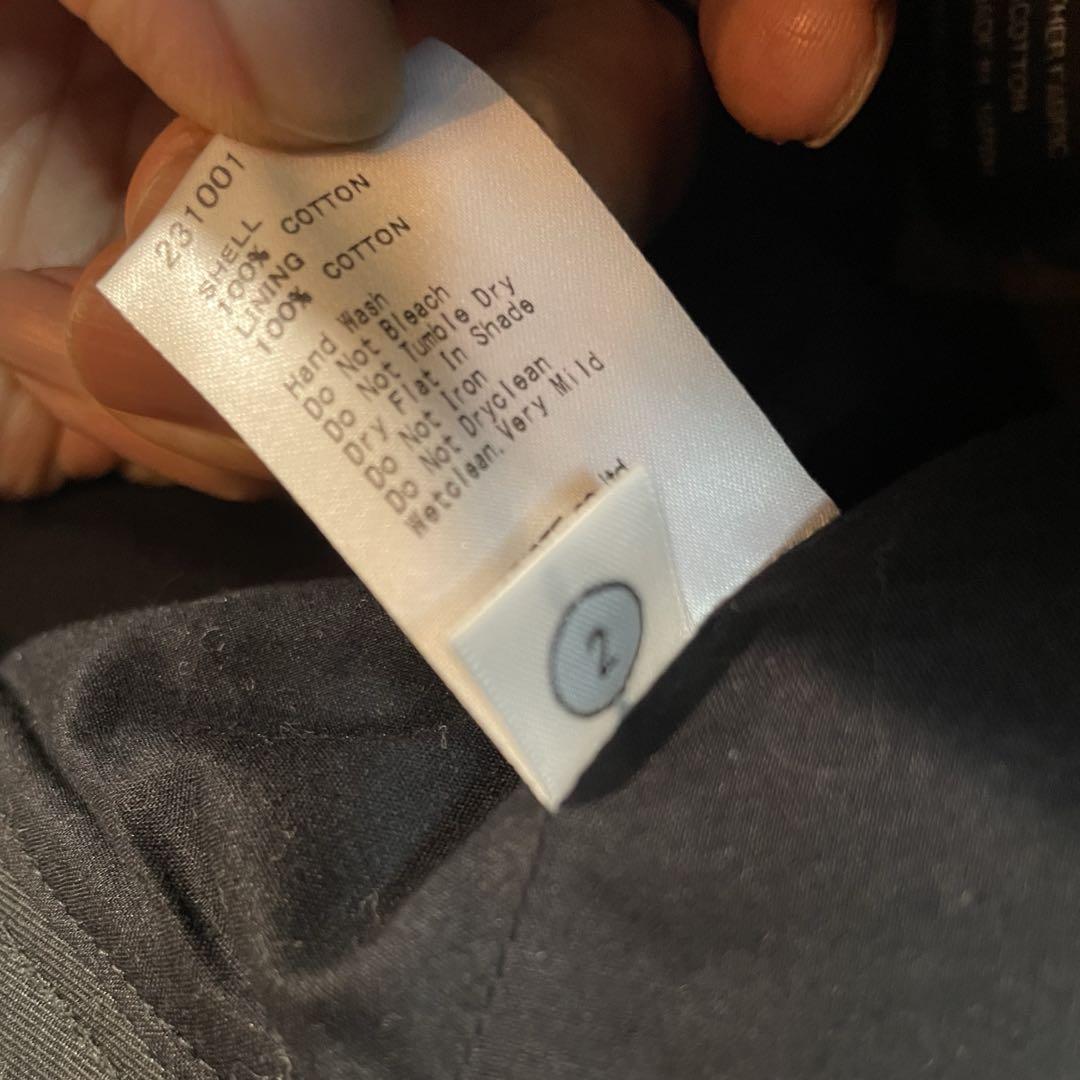 231001
SHELL
100% COTTON
LINING
100% COTTON
Hand Wash
Do Not Bleach
Do Not Tumble Dry
Dry Flat In Shade
Do Not Iron
Do Not Dryclean
Wetclean.Very Mild
2
COTTON